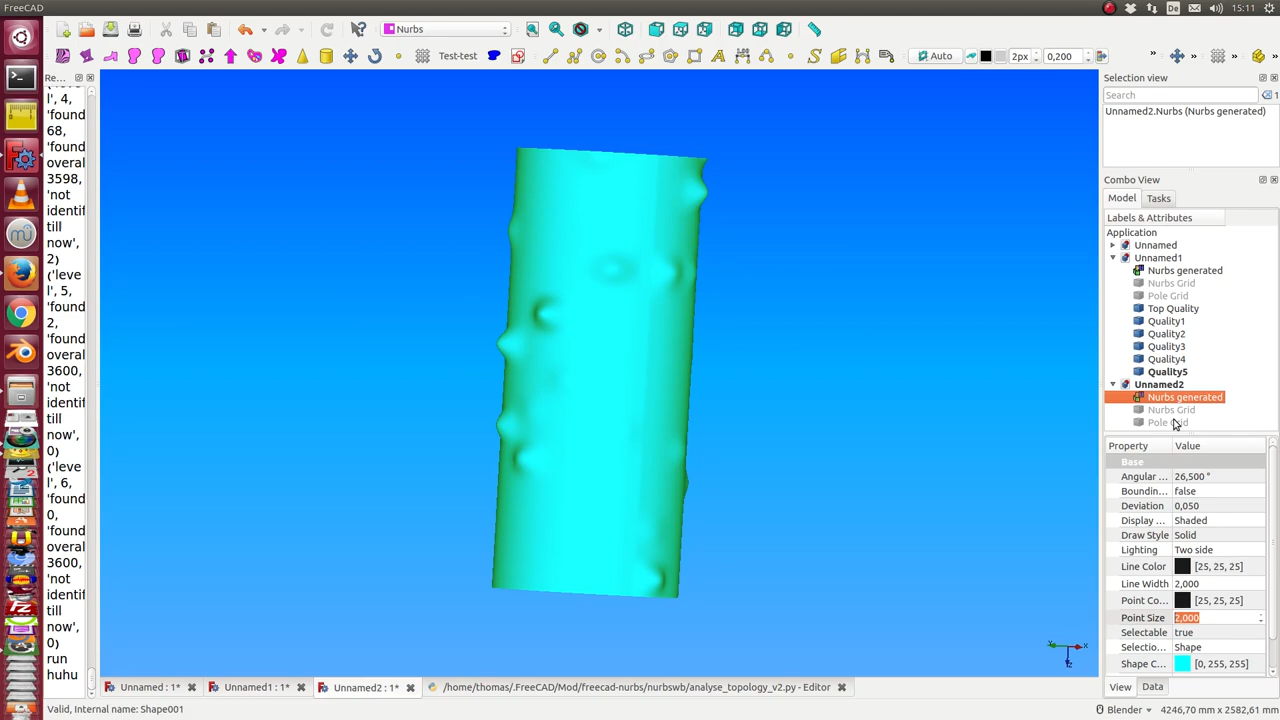 FreeCAD
De
15:11
Nurbs
Test-test
Auto
2px
0,200
»
»
»
»
Re...
('leve
l', 4,
'found
68,
'found
overal
3598,
'not
identif
till
now',
2)
('leve
l', 5,
'found
2,
'found
overal
3600,
'not
identif
till
now',
0)
('leve
l', 6,
'found
0,
'found
overal
3600,
'not
identif
till
now',
0)
run
huhu
Selection view
Search
1
Unnamed2.Nurbs (Nurbs generated)
Combo View
Model
Tasks
Labels & Attributes
Application
Unnamed
Unnamed1
Nurbs generated
Nurbs Grid
Pole Grid
Top Quality
Quality1
Quality2
Quality3
Quality4
Quality5
Unnamed2
Nurbs generated
Nurbs Grid
Pole Grid
Property Value
Base
Angular ... 26,500 °
Boundin... false
Deviation 0,050
Display ... Shaded
Draw Style Solid
Lighting Two side
Line Color [25, 25, 25]
Line Width 2,000
Point Co... [25, 25, 25]
Point Size 2,000
Selectable true
Selectio... Shape
Shape C... [0, 255, 255]
View
Data
Unnamed : 1*
Unnamed1 : 1*
Unnamed2 : 1*
/home/thomas/.FreeCAD/Mod/freecad-nurbs/nurbswb/analyse_topology_v2.py - Editor
Valid, Internal name: Shape001
Blender
4246,70 mm x 2582,61 mm